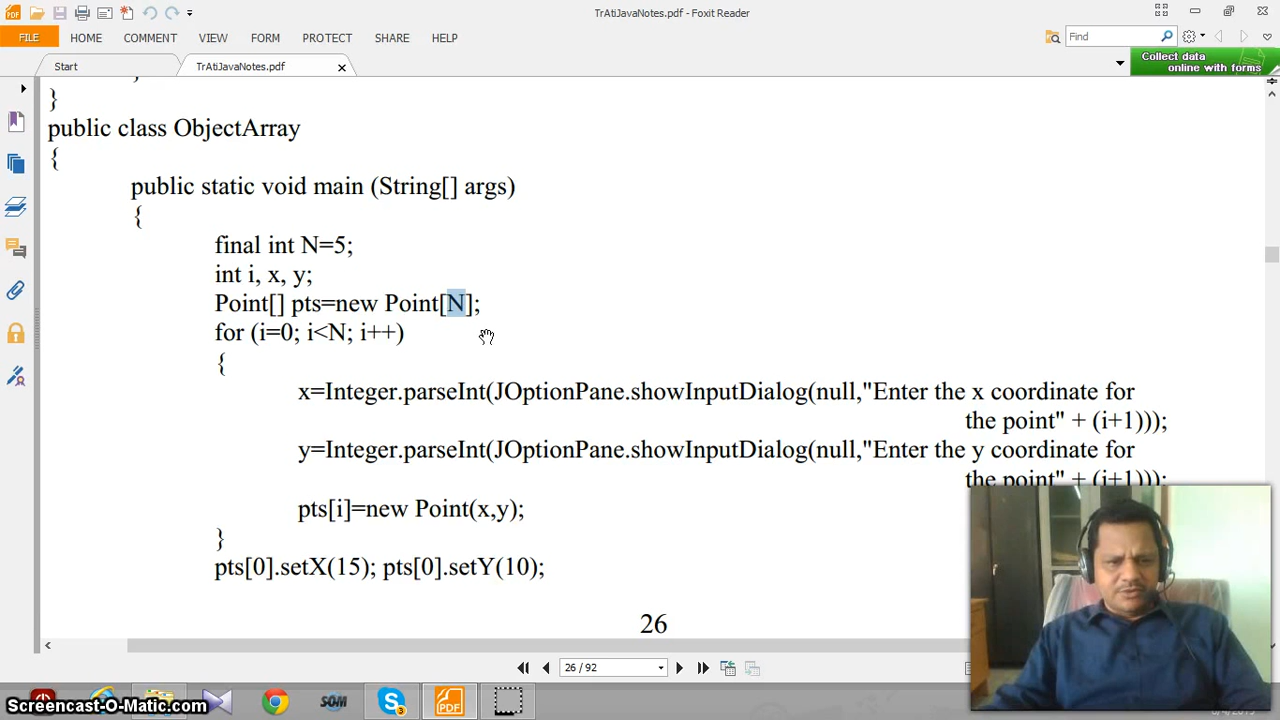 TrAtiJavaNotes.pdf - Foxit Reader
FILE HOME COMMENT VIEW FORM PROTECT SHARE HELP
Find
Collect data
online with forms
Start TrAtiJavaNotes.pdf
}
public class ObjectArray
{
public static void main (String[] args)
{
final int N=5;
int i, x, y;
Point[] pts=new Point[N];
for (i=0; i<N; i++)
{
x=Integer.parseInt(JOptionPane.showInputDialog(null,"Enter the x coordinate for
the point" + (i+1)));
y=Integer.parseInt(JOptionPane.showInputDialog(null,"Enter the y coordinate for
the point" + (i+1)));
pts[i]=new Point(x,y);
}
pts[0].setX(15); pts[0].setY(10);
26
26 / 92
SOM
Screencast-O-Matic.com